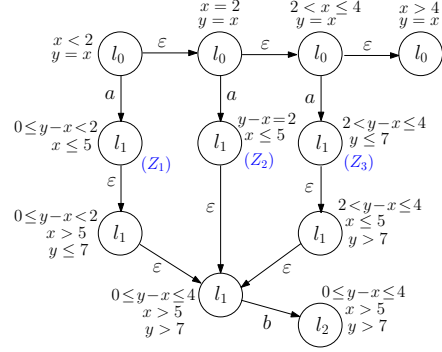 x < 2
y = x
l₀
ε
x = 2
y = x
l₀
ε
2 < x ≤ 4
y = x
l₀
ε
x > 4
y = x
l₀
a
a
a
0 ≤ y−x < 2
x ≤ 5
l₁
(Z₁)
y−x = 2
x ≤ 5
l₁
(Z₂)
2 < y−x ≤ 4
y ≤ 7
l₁
(Z₃)
ε
ε
ε
0 ≤ y−x < 2
x > 5
y ≤ 7
l₁
2 < y−x ≤ 4
x ≤ 5
y > 7
l₁
ε
ε
0 ≤ y−x ≤ 4
x > 5
y > 7
l₁
b
0 ≤ y−x ≤ 4
x > 5
y > 7
l₂